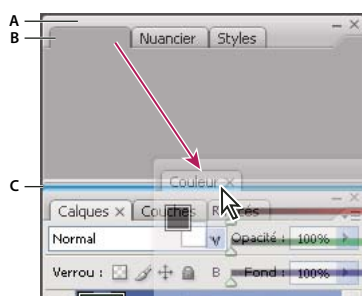 A
B Nuancier Styles
Couleur ×
C
Calques × Couches
Normal Opacité : 100%
Verrou : Fond : 100%